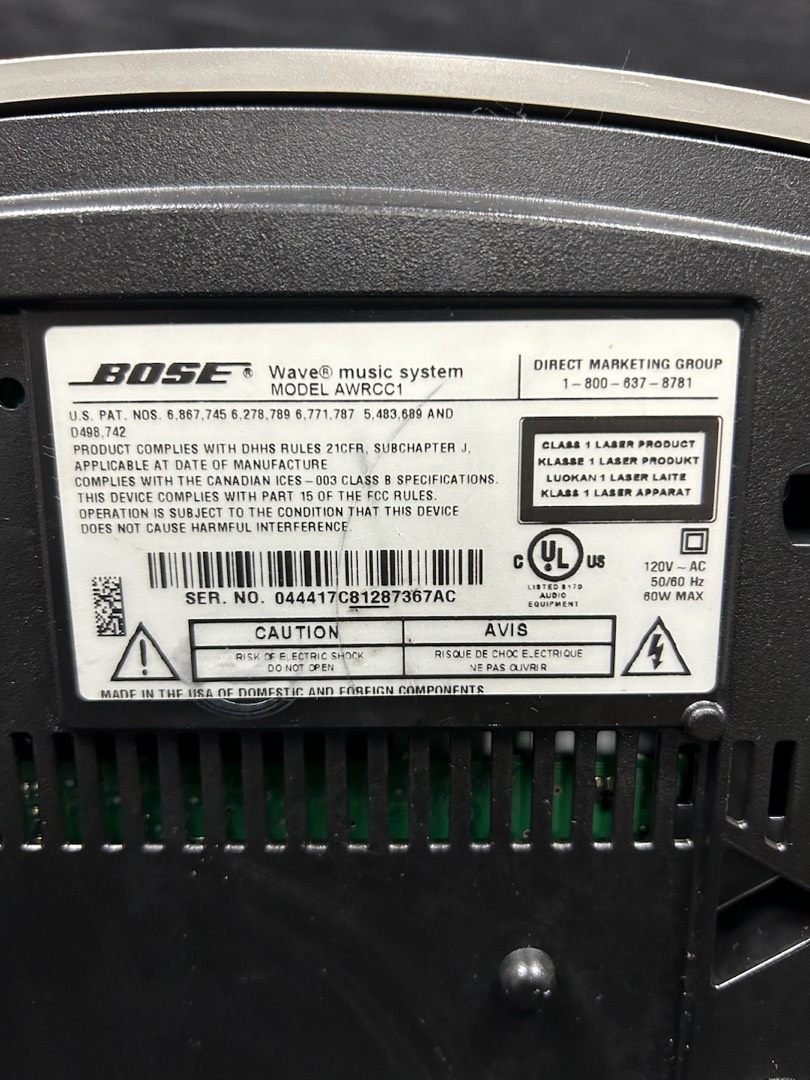 BOSE ® Wave® music system
MODEL AWRCC1
DIRECT MARKETING GROUP
1-800-637-8781
U.S. PAT. NOS. 6,867,745 6,278,789 6,771,787 5,483,689 AND
D498,742
PRODUCT COMPLIES WITH DHHS RULES 21CFR, SUBCHAPTER J,
APPLICABLE AT DATE OF MANUFACTURE
COMPLIES WITH THE CANADIAN ICES-003 CLASS B SPECIFICATIONS.
THIS DEVICE COMPLIES WITH PART 15 OF THE FCC RULES.
OPERATION IS SUBJECT TO THE CONDITION THAT THIS DEVICE
DOES NOT CAUSE HARMFUL INTERFERENCE.
CLASS 1 LASER PRODUCT
KLASSE 1 LASER PRODUKT
LUOKAN 1 LASER LAITE
KLASS 1 LASER APPARAT
C UL US
LISTED 8170
AUDIO
EQUIPMENT
120V ~ AC
50/60 Hz
60W MAX
SER. NO. 044417C81287367AC
CAUTION
RISK OF ELECTRIC SHOCK
DO NOT OPEN
AVIS
RISQUE DE CHOC ELECTRIQUE
NE PAS OUVRIR
MADE IN THE USA OF DOMESTIC AND FOREIGN COMPONENTS